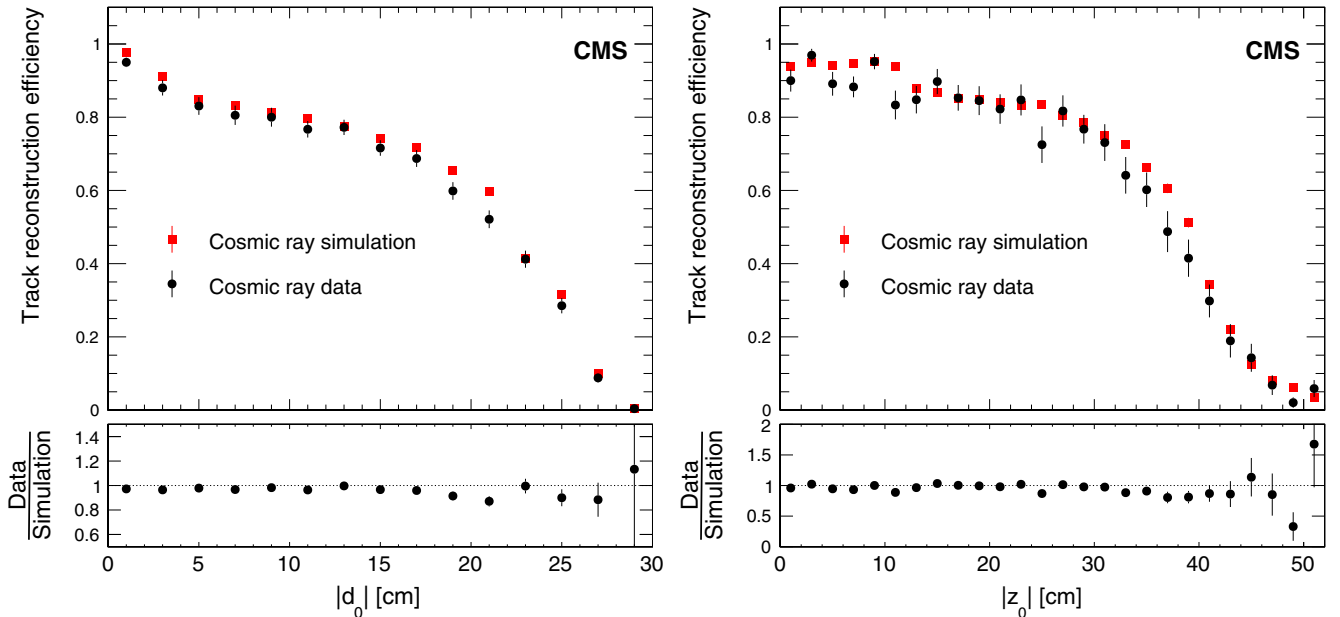 Track reconstruction efficiency
1
0.8
0.6
0.4
0.2
0
CMS
Cosmic ray simulation
Cosmic ray data
Data
Simulation
1.4
1.2
1
0.8
0.6
0 5 10 15 20 25 30
|d0| [cm]
Track reconstruction efficiency
1
0.8
0.6
0.4
0.2
0
CMS
Cosmic ray simulation
Cosmic ray data
Data
Simulation
2
1.5
1
0.5
0
0 10 20 30 40 50
|z0| [cm]